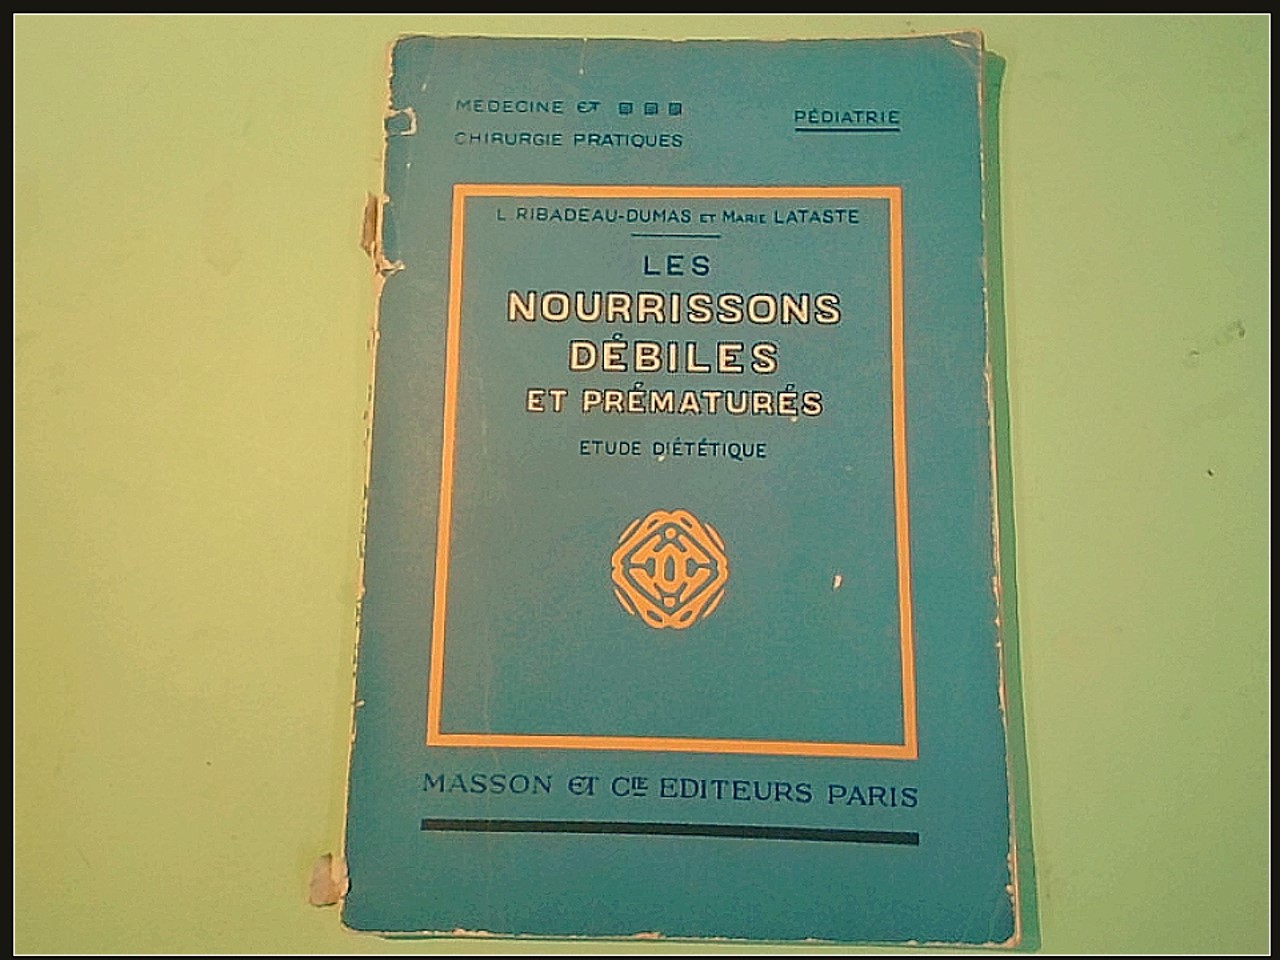 MEDECINE ET
CHIRURGIE PRATIQUES
PÉDIATRIE
L RIBADEAU-DUMAS ET MARIE LATASTE
LES
NOURRISSONS
DÉBILES
ET PRÉMATURÉS
ETUDE DIÉTÉTIQUE
MASSON ET CIE EDITEURS PARIS